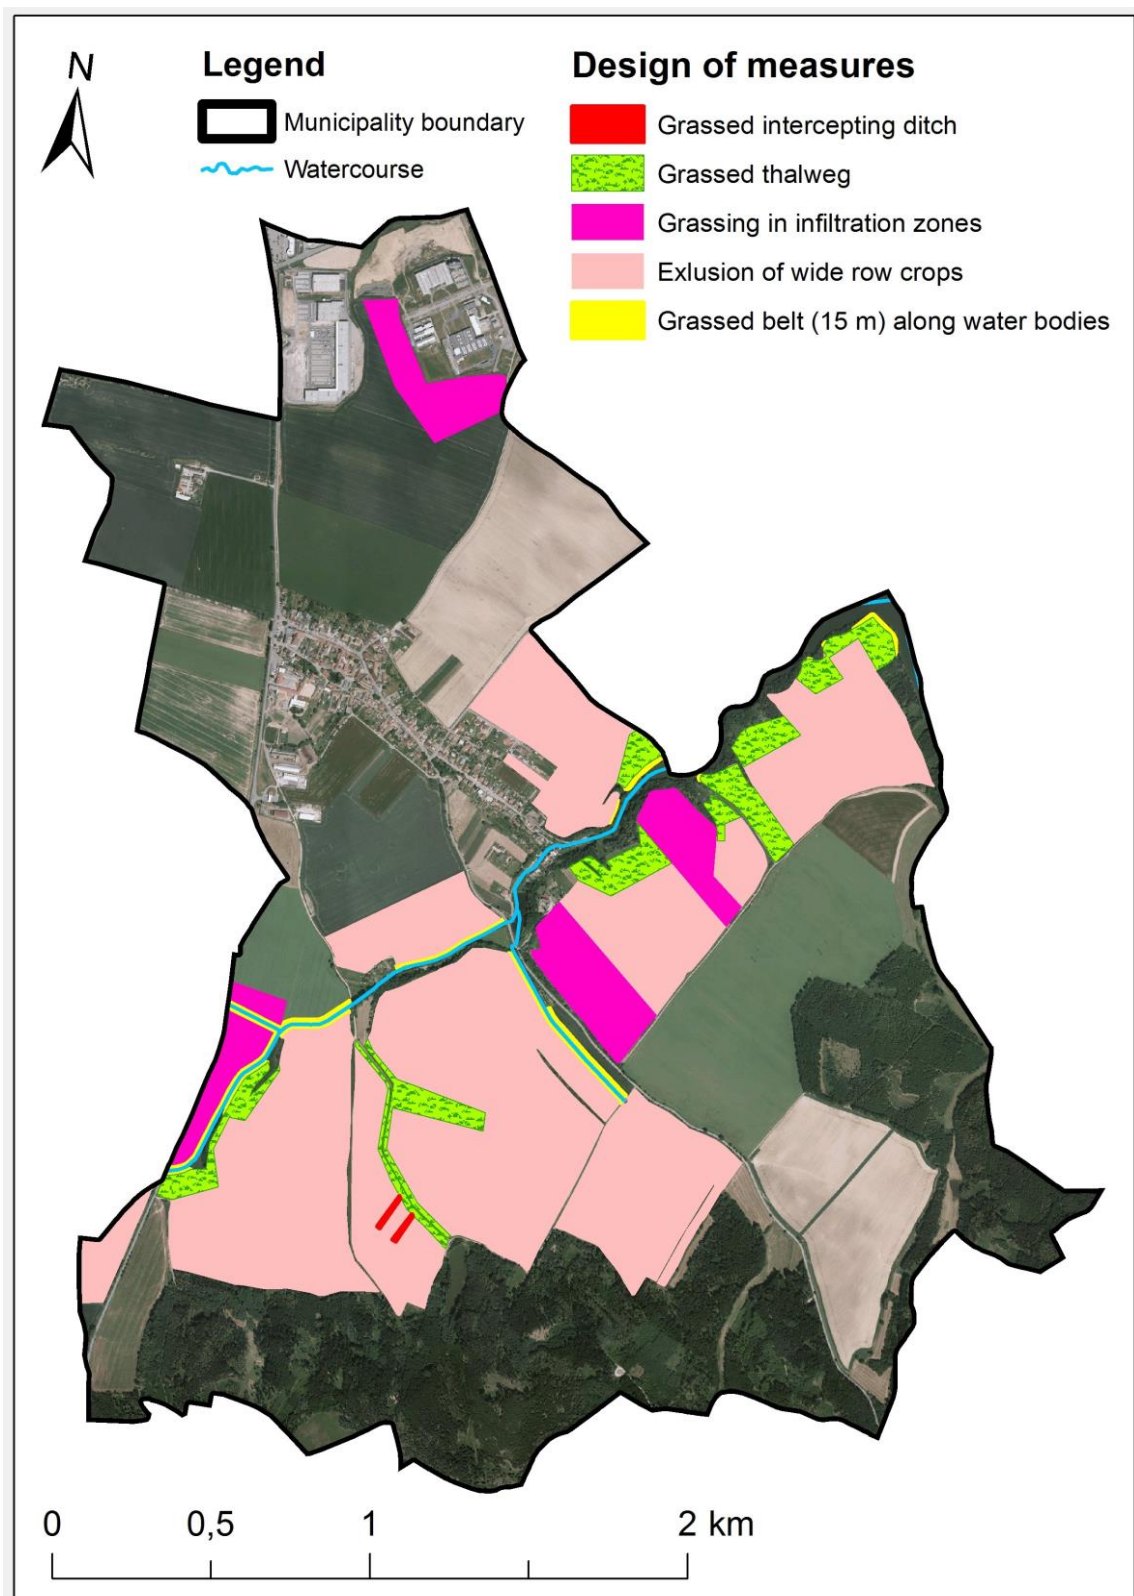 N
Legend
Municipality boundary
Watercourse
Design of measures
Grassed intercepting ditch
Grassed thalweg
Grassing in infiltration zones
Exlusion of wide row crops
Grassed belt (15 m) along water bodies
0 0,5 1 2 km